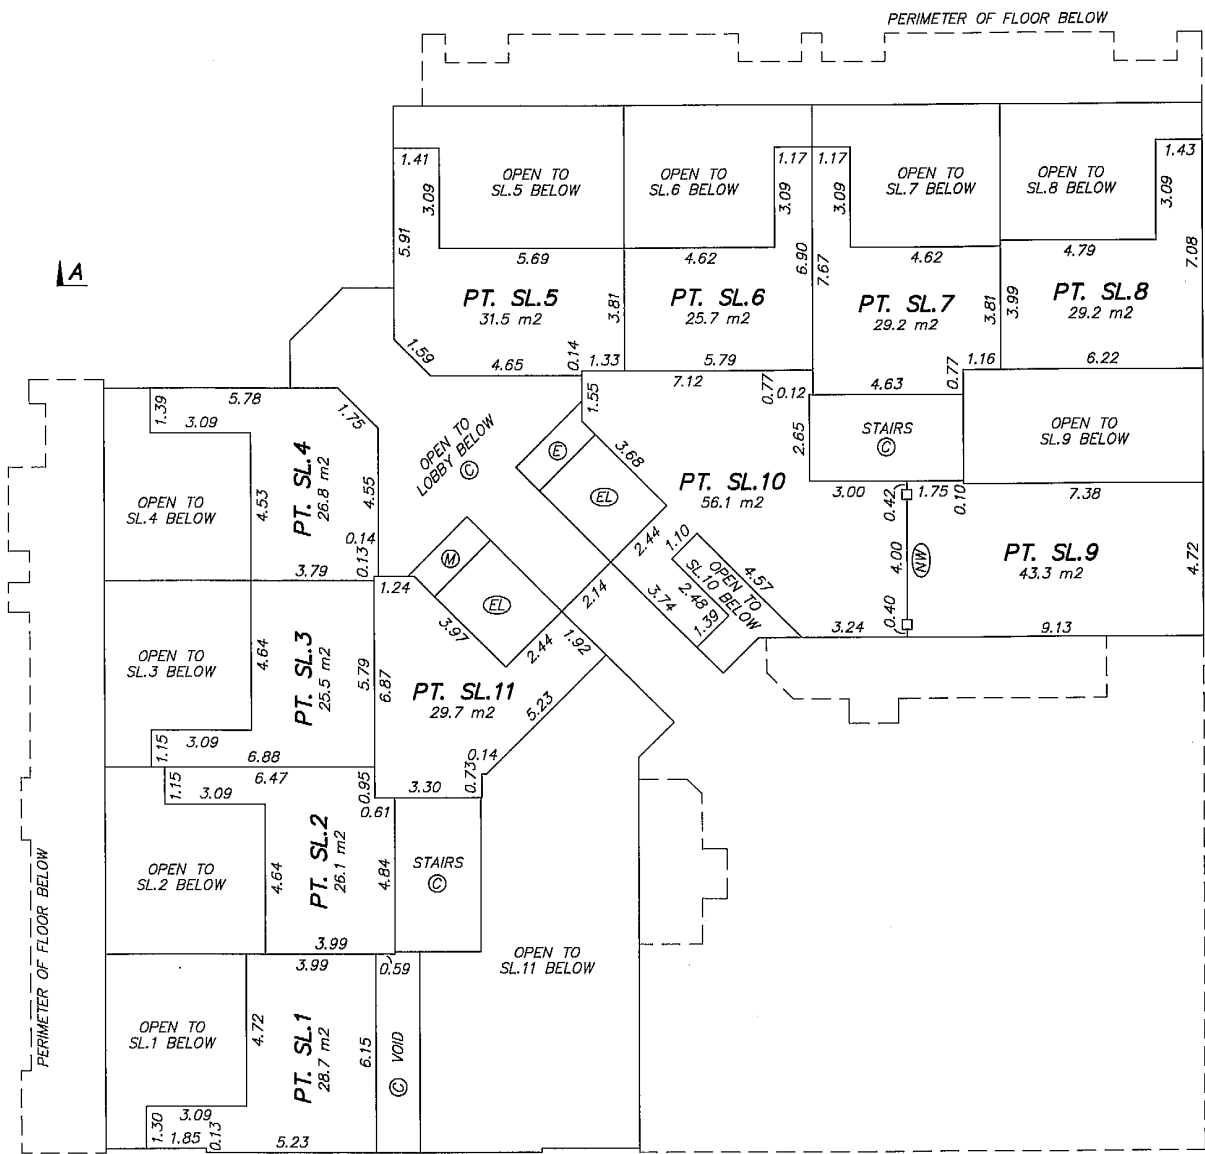 PERIMETER OF FLOOR BELOW
1.41
OPEN TO
SL.5 BELOW
3.09
5.91
5.69
PT. SL.5
31.5 m2
3.81
1.59
4.65
0.14
OPEN TO
SL.6 BELOW
1.17
3.09
4.62
6.90
PT. SL.6
25.7 m2
1.33
5.79
1.17
3.09
OPEN TO
SL.7 BELOW
7.67
4.62
PT. SL.7
29.2 m2
3.81
1.16
0.77
4.63
OPEN TO
SL.8 BELOW
1.43
3.09
4.79
7.08
3.99
PT. SL.8
29.2 m2
6.22
A
7.12
0.77
0.12
1.55
2.65
STAIRS
C
OPEN TO
SL.9 BELOW
OPEN TO
LOBBY BELOW
C
E
3.68
EL
PT. SL.10
56.1 m2
3.00
0.42
1.75
0.10
7.38
4.00
NW
PT. SL.9
43.3 m2
4.72
0.40
3.24
9.13
2.44
1.10
OPEN TO
SL.10 BELOW
4.57
2.48
1.39
3.74
2.14
1.39
5.78
1.75
3.09
OPEN TO
SL.4 BELOW
4.53
PT. SL.4
26.8 m2
4.55
0.14
0.13
3.79
M
EL
1.24
3.97
2.44
1.92
OPEN TO
SL.3 BELOW
4.64
PT. SL.3
25.5 m2
5.79
6.87
PT. SL.11
29.7 m2
5.23
1.15
3.09
6.88
0.14
0.73
3.30
1.15
3.09
6.47
0.95
0.61
OPEN TO
SL.2 BELOW
4.64
PT. SL.2
26.1 m2
4.84
STAIRS
C
3.99
OPEN TO
SL.11 BELOW
3.99
0.59
OPEN TO
SL.1 BELOW
4.72
PT. SL.1
28.7 m2
6.15
C VOID
3.09
1.30
1.85
0.13
5.23
PERIMETER OF FLOOR BELOW